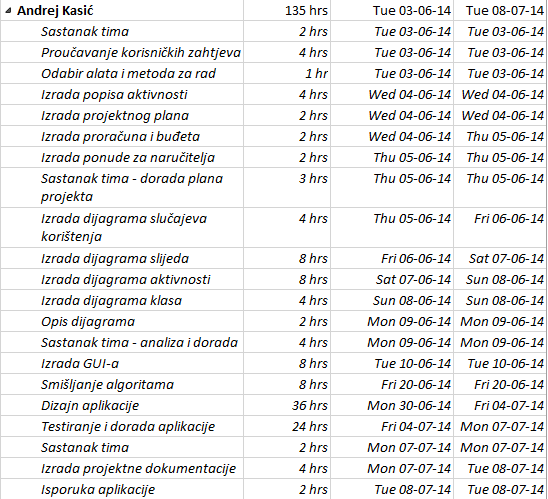 Andrej Kasić 135 hrs Tue 03-06-14 Tue 08-07-14
Sastanak tima 2 hrs Tue 03-06-14 Tue 03-06-14
Proučavanje korisničkih zahtjeva 4 hrs Tue 03-06-14 Tue 03-06-14
Odabir alata i metoda za rad 1 hr Tue 03-06-14 Tue 03-06-14
Izrada popisa aktivnosti 4 hrs Wed 04-06-14 Wed 04-06-14
Izrada projektnog plana 2 hrs Wed 04-06-14 Wed 04-06-14
Izrada proračuna i buđeta 2 hrs Wed 04-06-14 Thu 05-06-14
Izrada ponude za naručitelja 2 hrs Thu 05-06-14 Thu 05-06-14
Sastanak tima - dorada plana 3 hrs Thu 05-06-14 Thu 05-06-14
projekta
Izrada dijagrama slučajeva 4 hrs Thu 05-06-14 Fri 06-06-14
korištenja
Izrada dijagrama slijeda 8 hrs Fri 06-06-14 Sat 07-06-14
Izrada dijagrama aktivnosti 8 hrs Sat 07-06-14 Sun 08-06-14
Izrada dijagrama klasa 4 hrs Sun 08-06-14 Sun 08-06-14
Opis dijagrama 2 hrs Mon 09-06-14 Mon 09-06-14
Sastanak tima - analiza i dorada 4 hrs Mon 09-06-14 Mon 09-06-14
Izrada GUI-a 8 hrs Tue 10-06-14 Tue 10-06-14
Smišljanje algoritama 8 hrs Fri 20-06-14 Fri 20-06-14
Dizajn aplikacije 36 hrs Mon 30-06-14 Fri 04-07-14
Testiranje i dorada aplikacije 24 hrs Fri 04-07-14 Mon 07-07-14
Sastanak tima 2 hrs Mon 07-07-14 Mon 07-07-14
Izrada projektne dokumentacije 4 hrs Mon 07-07-14 Tue 08-07-14
Isporuka aplikacije 2 hrs Tue 08-07-14 Tue 08-07-14